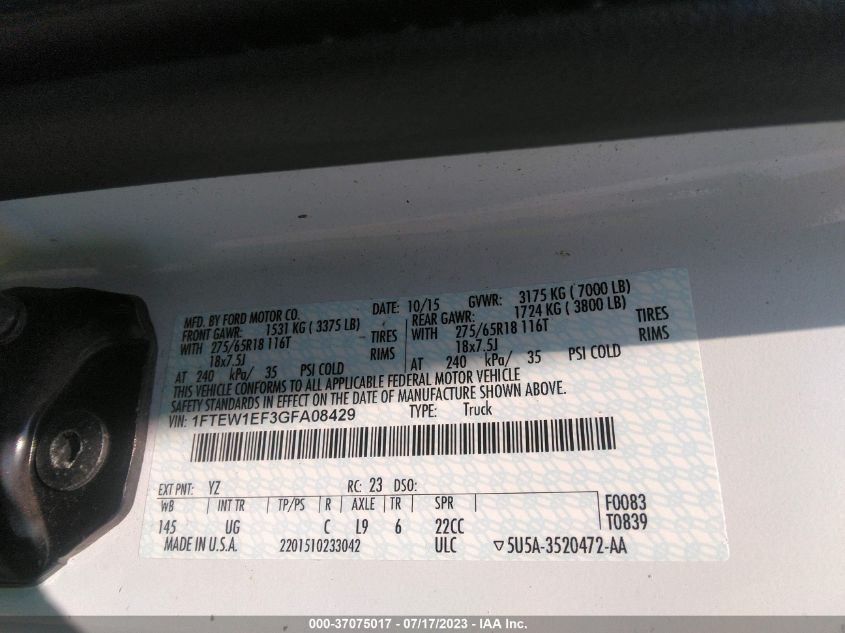 MFD. BY FORD MOTOR CO. DATE: 10/15 GVWR: 3175 KG ( 7000 LB)
FRONT GAWR: 1531 KG ( 3375 LB) REAR GAWR: 1724 KG ( 3800 LB)
WITH 275/65R18 116T TIRES WITH 275/65R18 116T TIRES
18x7.5J RIMS 18x7.5J RIMS
AT 240 kPa/ 35 PSI COLD AT 240 kPa/ 35 PSI COLD
THIS VEHICLE CONFORMS TO ALL APPLICABLE FEDERAL MOTOR VEHICLE
SAFETY STANDARDS IN EFFECT ON THE DATE OF MANUFACTURE SHOWN ABOVE.
VIN: 1FTEW1EF3GFA08429 TYPE: Truck
EXT PNT: YZ RC: 23 DSO:
WB INT TR TP/PS R AXLE TR SPR F0083
145 UG C L9 6 22CC T0839
MADE IN U.S.A. 2201510233042 ULC ▽5U5A-3520472-AA
000-37075017 - 07/17/2023 - IAA Inc.